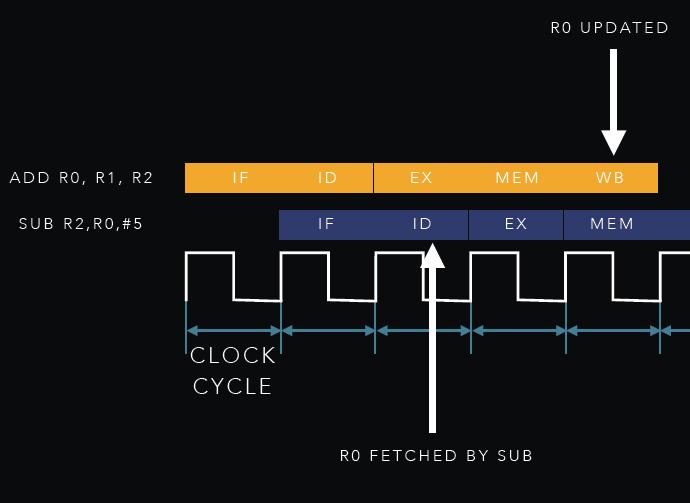 R0 UPDATED
ADD R0, R1, R2
IF ID EX MEM WB
SUB R2,R0,#5
IF ID EX MEM
CLOCK
CYCLE
R0 FETCHED BY SUB